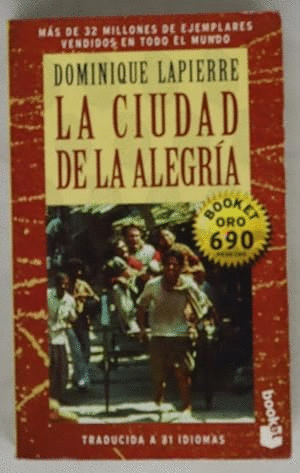 MÁS DE 32 MILLONES DE EJEMPLARES
VENDIDOS EN TODO EL MUNDO
DOMINIQUE LAPIERRE
LA CIUDAD
DE LA ALEGRÍA
BOOKET
ORO
690
PESETAS
TRADUCIDA A 31 IDIOMAS
booket